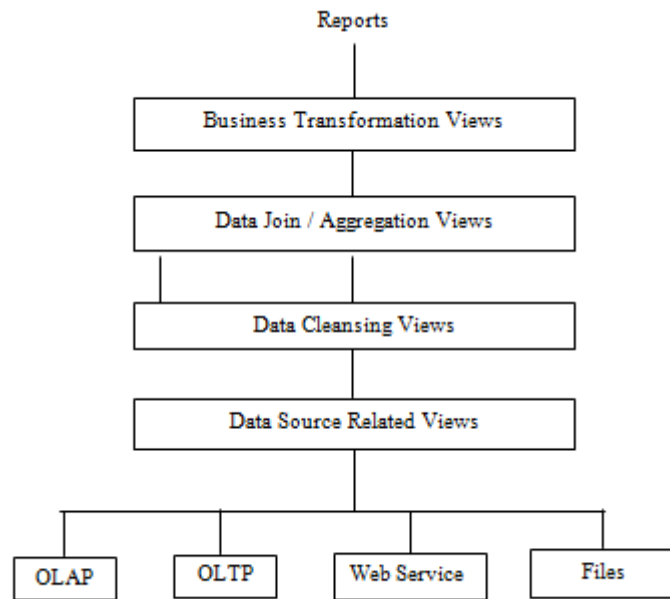 Reports
Business Transformation Views
Data Join / Aggregation Views
Data Cleansing Views
Data Source Related Views
OLAP
OLTP
Web Service
Files